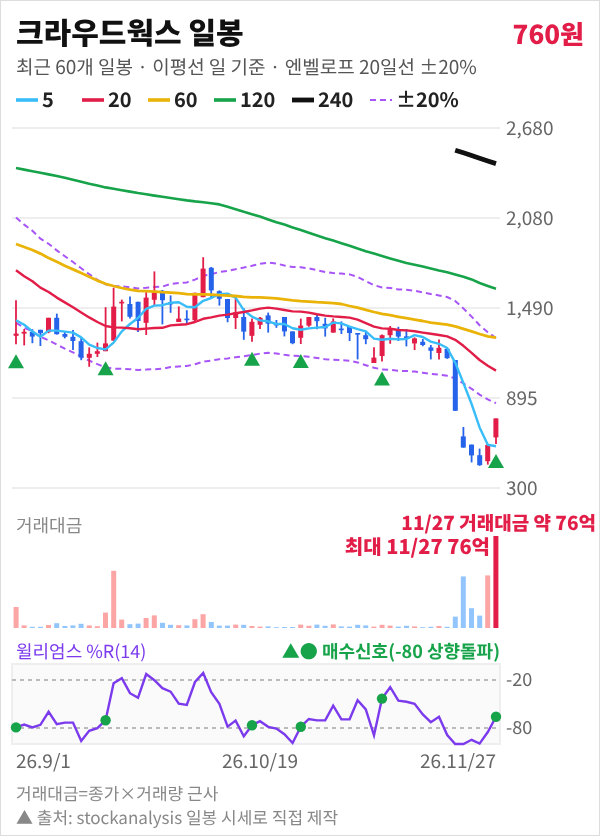 크라우드웍스 일봉 760원
최근 60개 일봉 · 이평선 일 기준 · 엔벨로프 20일선 ±20%
5 20 60 120 240 ±20%
2,680
2,080
1,490
895
300
거래대금
11/27 거래대금 약 76억
최대 11/27 76억
윌리엄스 %R(14) ▲● 매수신호(-80 상향돌파)
-20
-80
26.9/1 26.10/19 26.11/27
거래대금=종가×거래량 근사
▲ 출처: stockanalysis 일봉 시세로 직접 제작